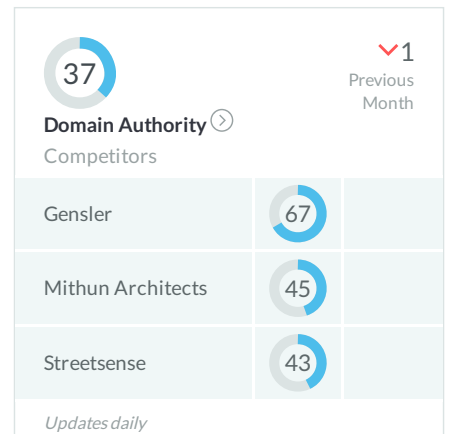 37
1
Previous
Month
Domain Authority
Competitors
Gensler 67
Mithun Architects 45
Streetsense 43
Updates daily